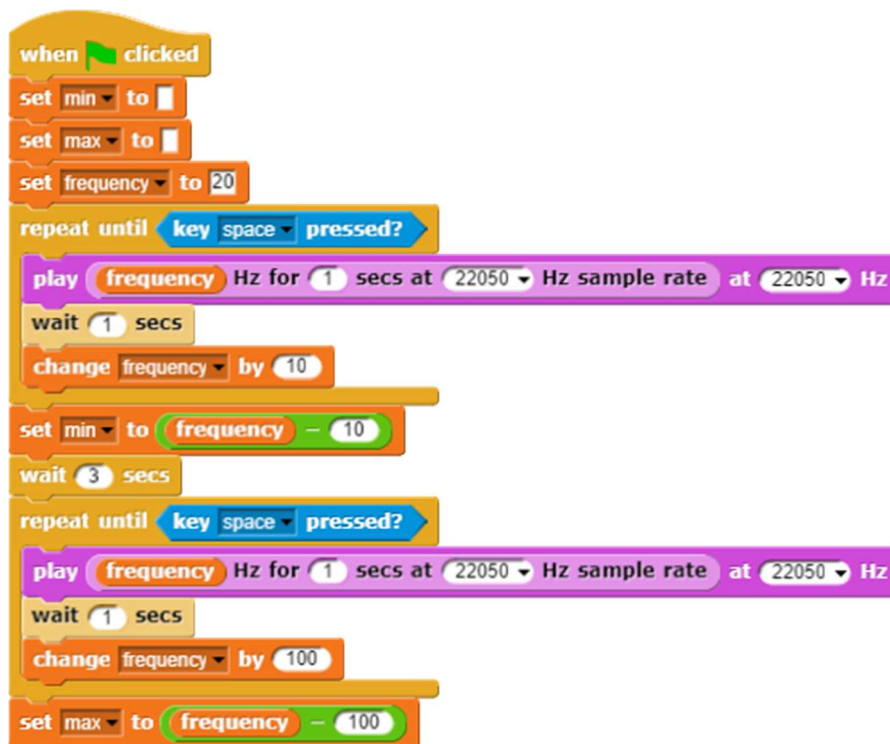 when clicked
set min to
set max to
set frequency to 20
repeat until key space pressed?
play frequency Hz for 1 secs at 22050 Hz sample rate at 22050 Hz
wait 1 secs
change frequency by 10
set min to frequency - 10
wait 3 secs
repeat until key space pressed?
play frequency Hz for 1 secs at 22050 Hz sample rate at 22050 Hz
wait 1 secs
change frequency by 100
set max to frequency - 100